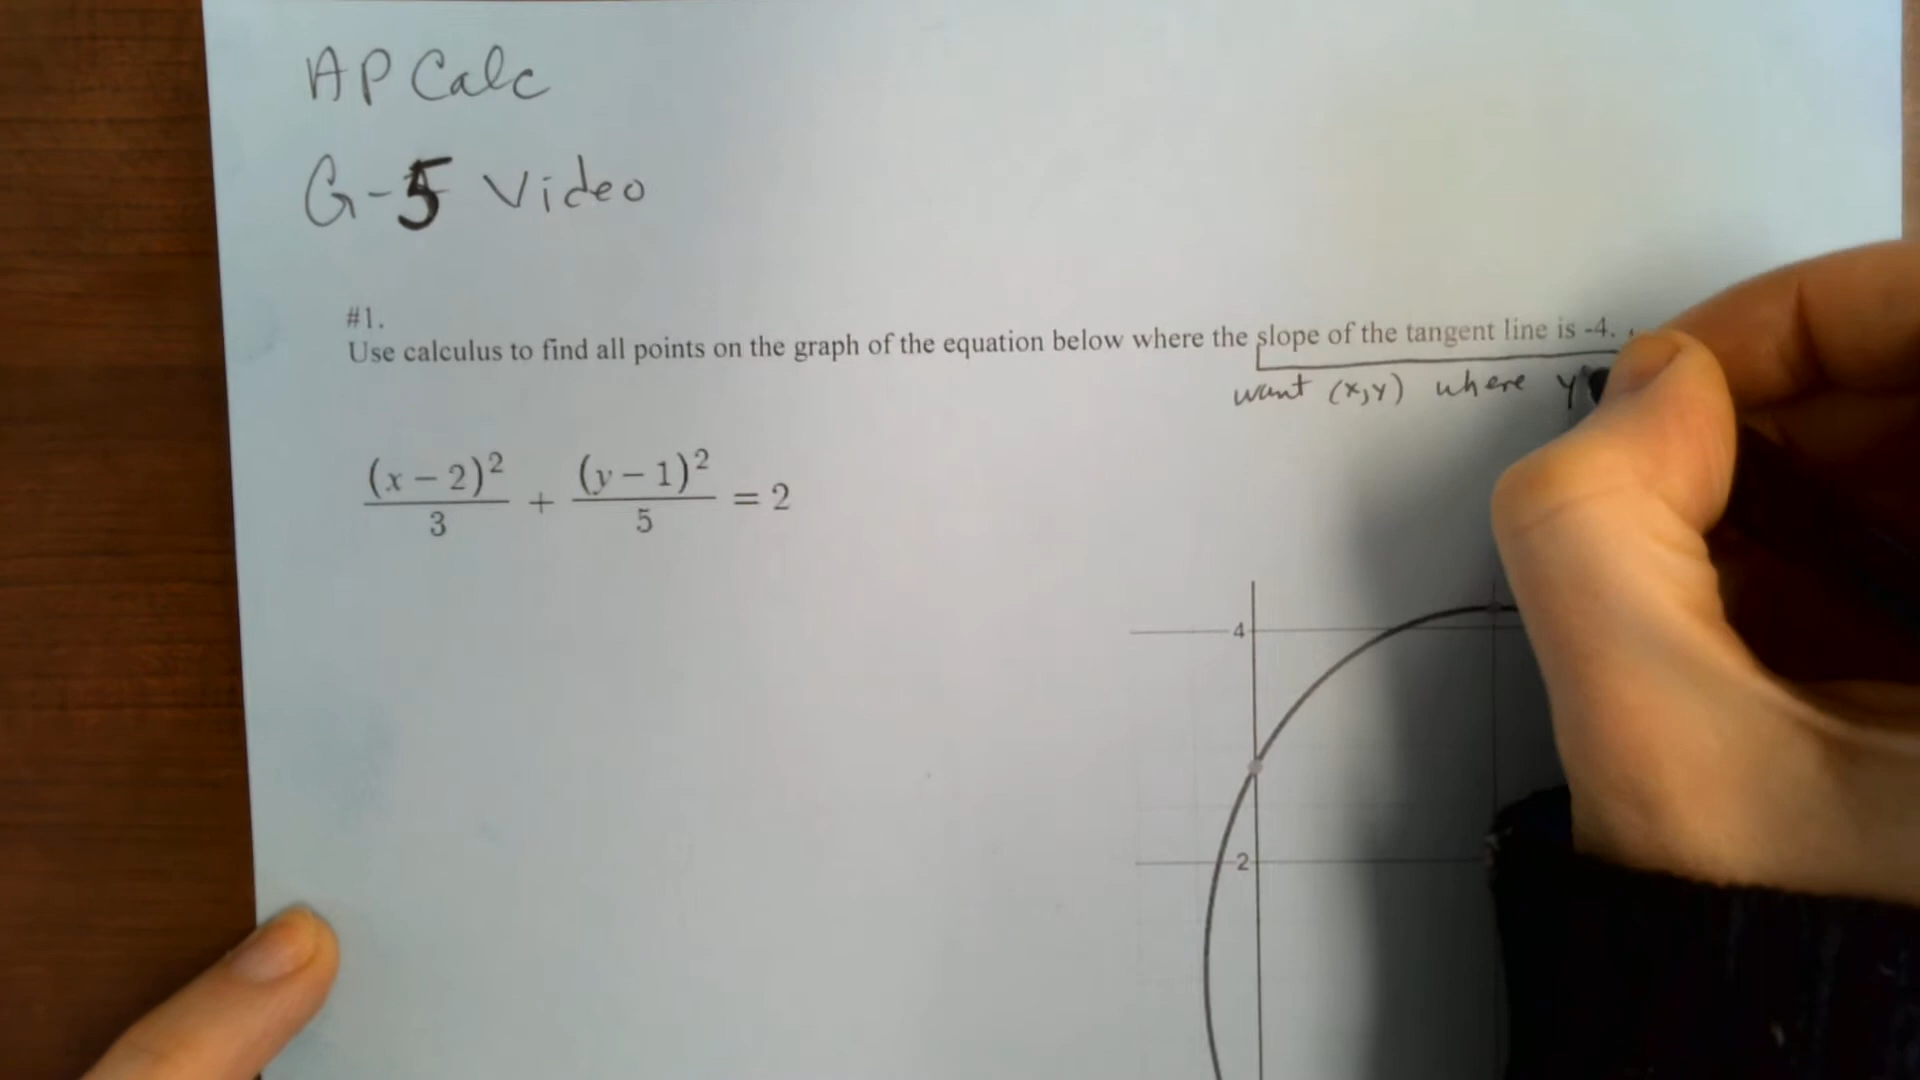 AP Calc
G-5 Video
#1.
Use calculus to find all points on the graph of the equation below where the slope of the tangent line is -4.
want (x,y) where y
(x − 2)² / 3 + (y − 1)² / 5 = 2
4
2